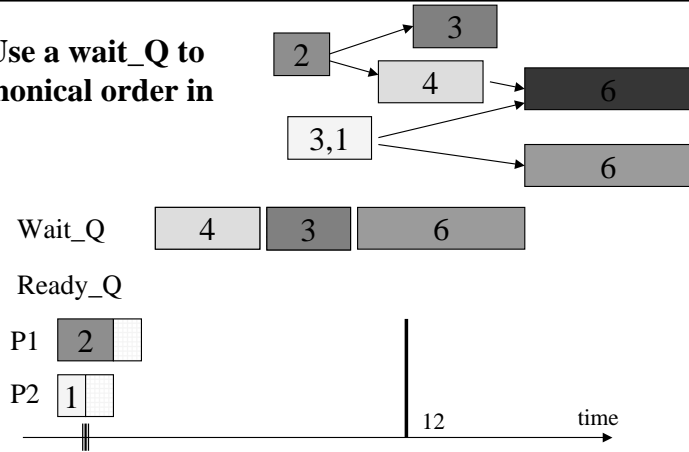 Use a wait_Q to
nonical order in
2
3
4
6
3,1
6
Wait_Q
4
3
6
Ready_Q
P1
2
P2
1
12
time